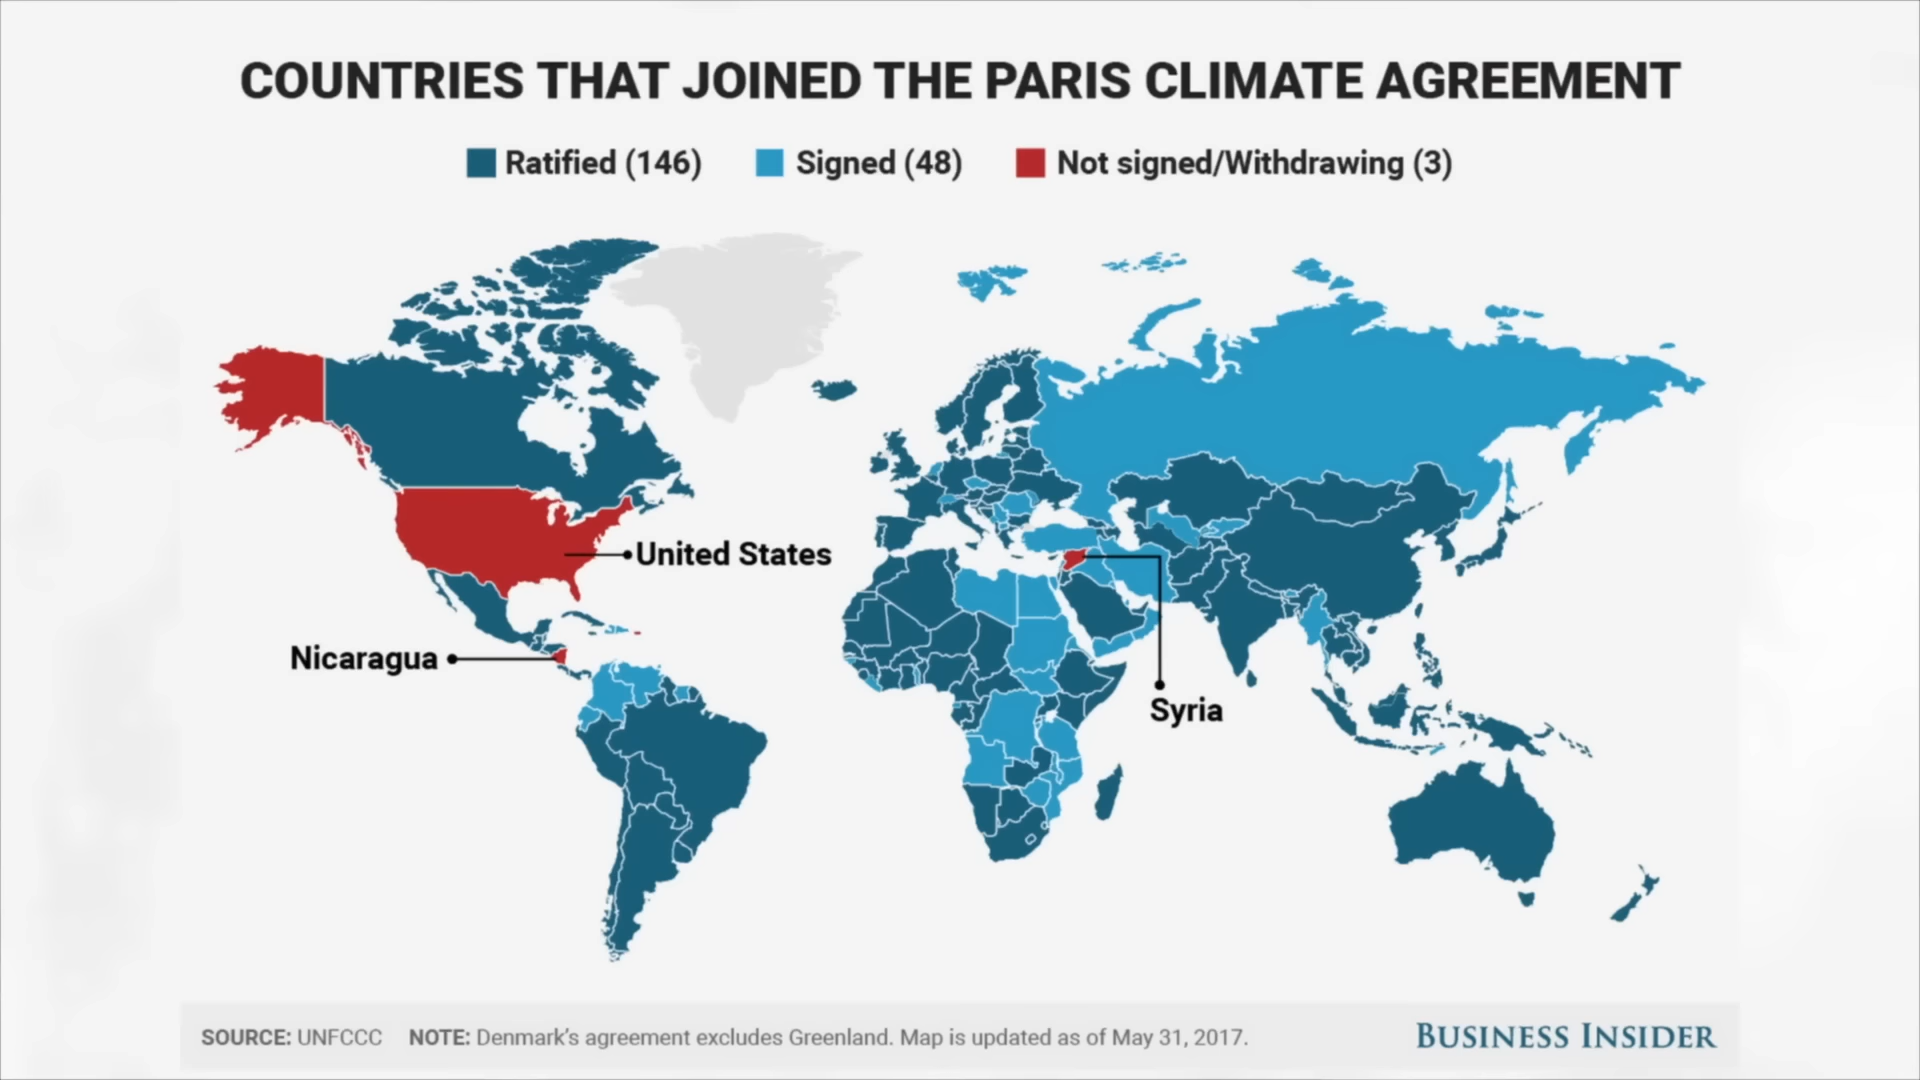 COUNTRIES THAT JOINED THE PARIS CLIMATE AGREEMENT
Ratified (146) Signed (48) Not signed/Withdrawing (3)
United States
Nicaragua
Syria
SOURCE: UNFCCC NOTE: Denmark's agreement excludes Greenland. Map is updated as of May 31, 2017.
BUSINESS INSIDER